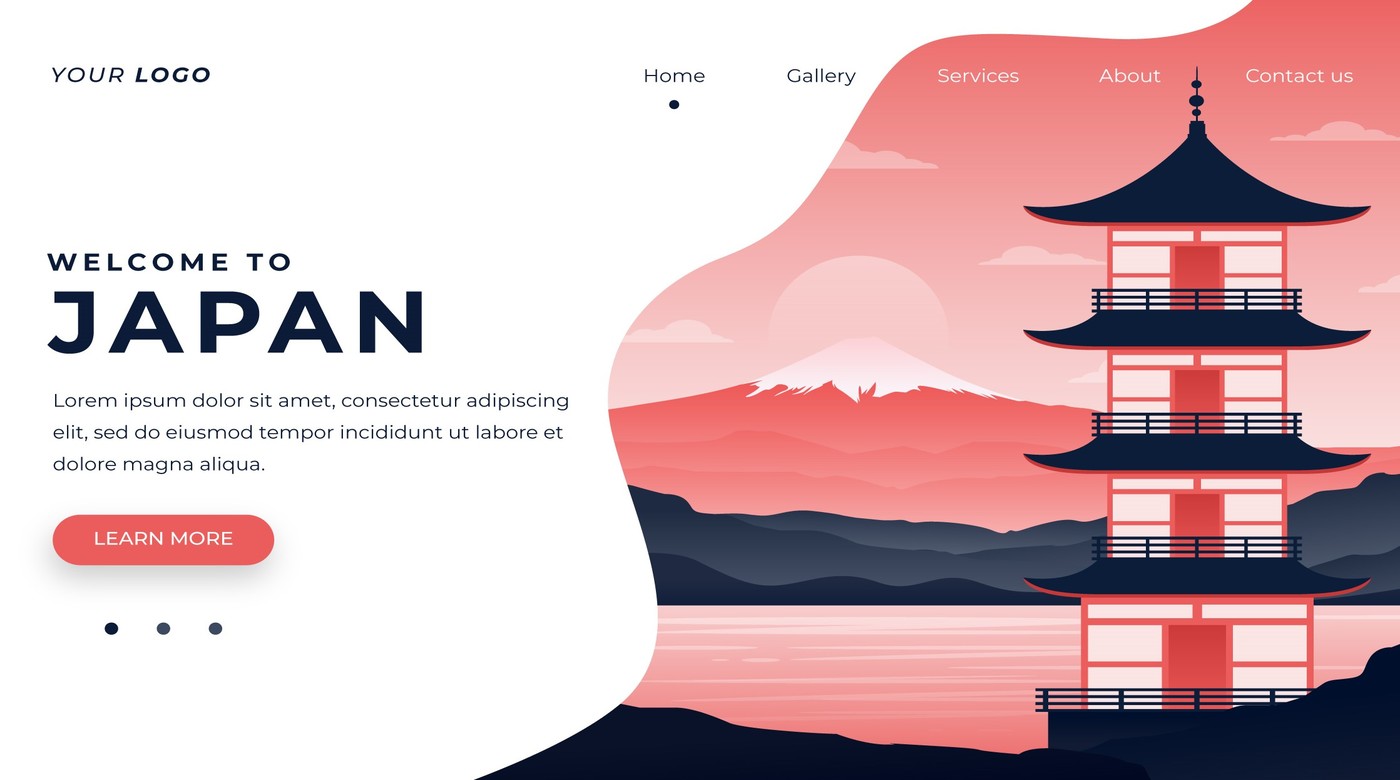 YOUR LOGO
Home
Gallery
Services
About
Contact us
WELCOME TO
JAPAN
Lorem ipsum dolor sit amet, consectetur adipiscing
elit, sed do eiusmod tempor incididunt ut labore et
dolore magna aliqua.
LEARN MORE